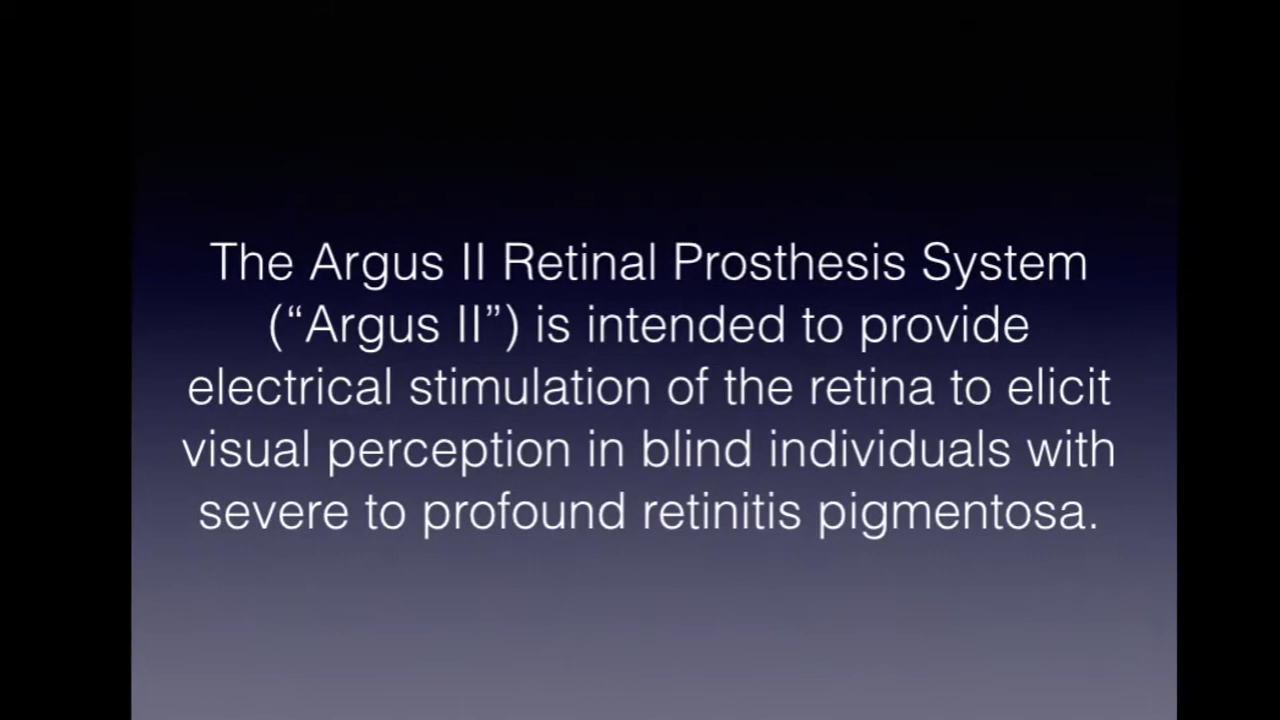 The Argus II Retinal Prosthesis System
(“Argus II”) is intended to provide
electrical stimulation of the retina to elicit
visual perception in blind individuals with
severe to profound retinitis pigmentosa.